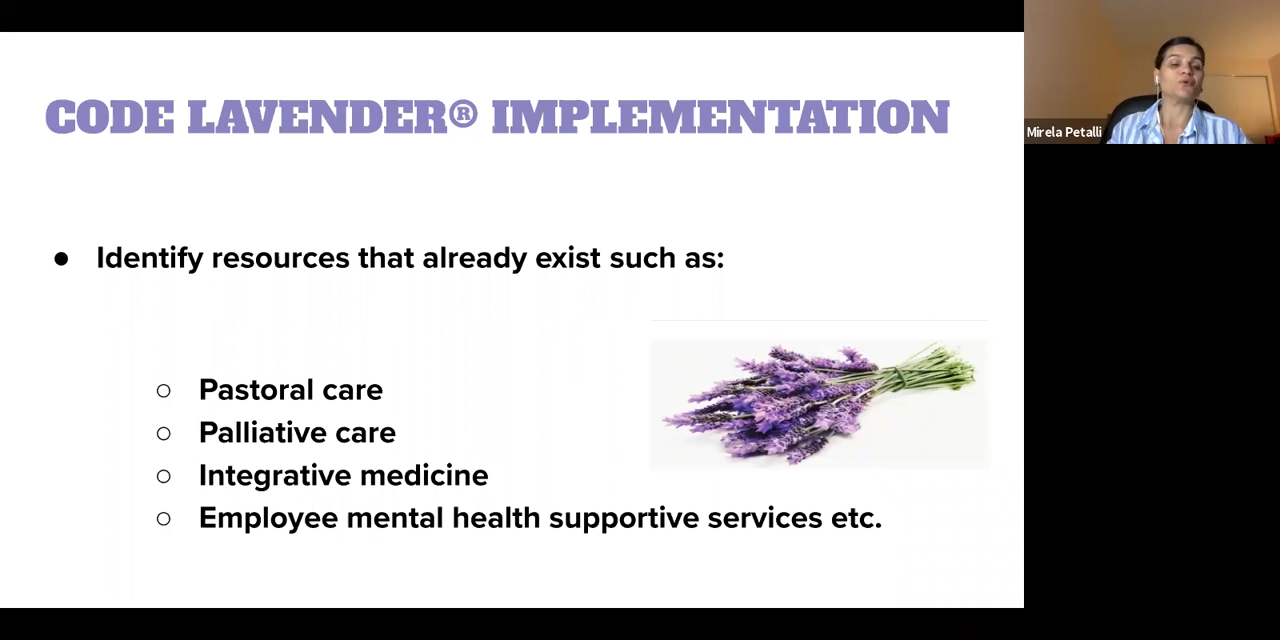 CODE LAVENDER® IMPLEMENTATION
Mirela Petalli
● Identify resources that already exist such as:
○ Pastoral care
○ Palliative care
○ Integrative medicine
○ Employee mental health supportive services etc.